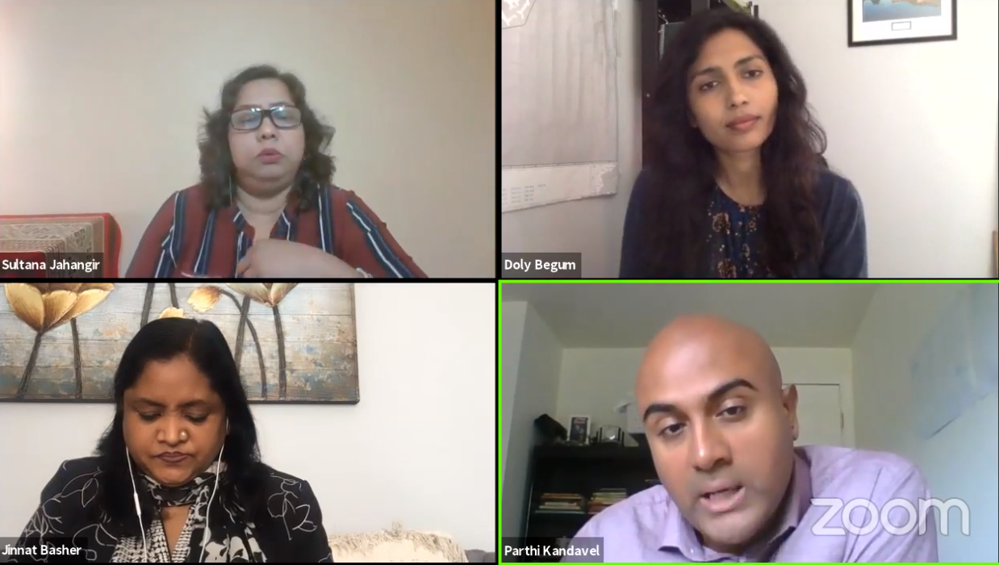 Sultana Jahangir
Doly Begum
Jinnat Basher
Parthi Kandavel
zoom